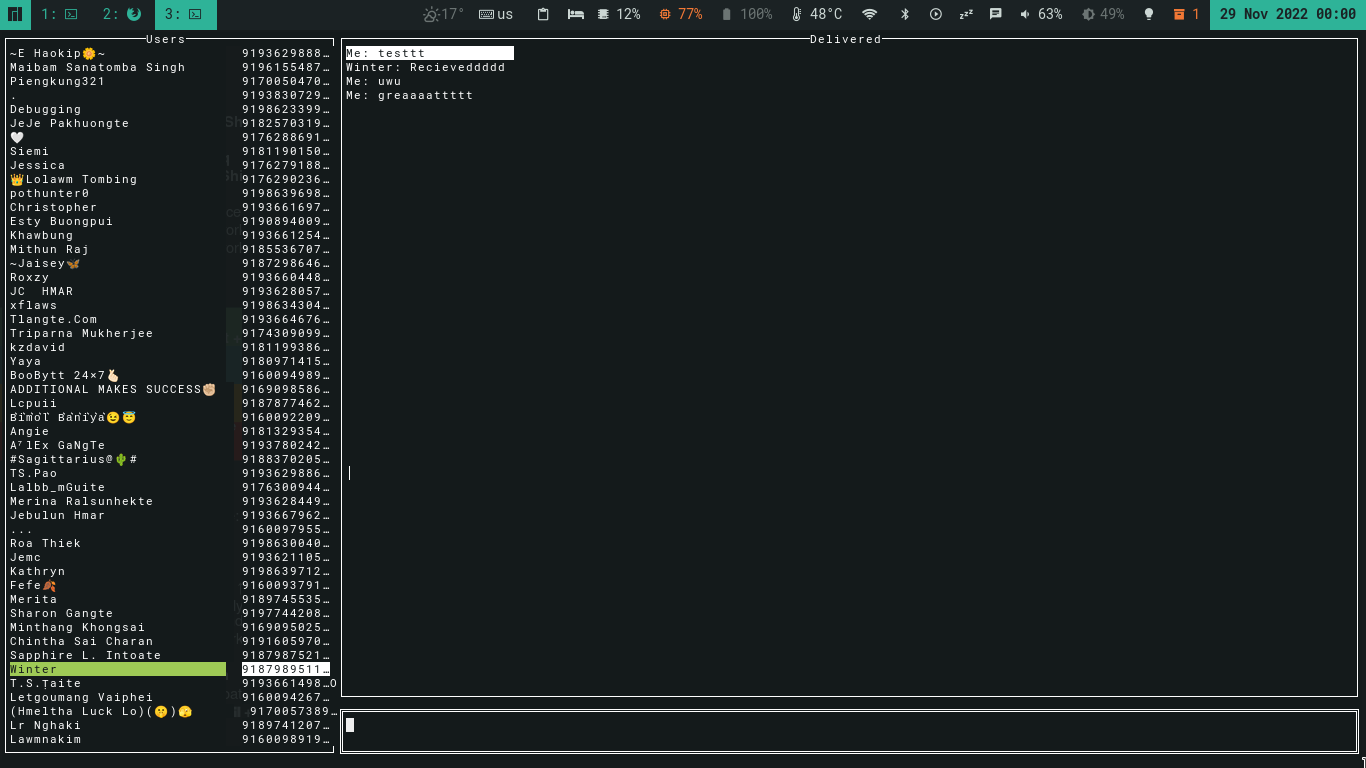 1: 2: 3: -17° us 12% 77% 100% 48°C 63% 49% 1 29 Nov 2022 00:00
Users
~E Haokip🌼~ 9193629888…
Maibam Sanatomba Singh 9196155487…
Piengkung321 9170050470…
. 9193830729…
Debugging 9198623399…
JeJe Pakhuongte 9182570319…
🤍 9176288691…
Siemi 9181190150…
Jessica 9176279188…
👑Lolawm Tombing 9176290236…
pothunter0 9198639698…
Christopher 9193661697…
Esty Buongpui 9190894009…
Khawbung 9193661254…
Mithun Raj 9185536707…
~Jaisey🦋 9187298646…
Roxzy 9193660448…
JC  HMAR 9193628057…
xflaws 9198634304…
Tlangte.Com 9193664676…
Triparna Mukherjee 9174309099…
kzdavid 9181199386…
Yaya 9180971415…
BooBytt 24×7🫰🏻 9160094989…
ADDITIONAL MAKES SUCCESS✊🏼 9169098586…
Lcpuii 9187877462…
Bimol Baniya😉😇 9160092209…
Angie 9181329354…
AʳlEx GaNgTe 9193780242…
#Sagittarius@🌵# 9188370205…
TS.Pao 9193629886…
Lalbb_mGuite 9176300944…
Merina Ralsunhekte 9193628449…
Jebulun Hmar 9193667962…
... 9160097955…
Roa Thiek 9198630040…
Jemc 9193621105…
Kathryn 9198639712…
Fefe🍂 9160093791…
Merita 9189745535…
Sharon Gangte 9197744208…
Minthang Khongsai 9169095025…
Chintha Sai Charan 9191605970…
Sapphire L. Intoate 9187987521…
Winter 9187989511…
T.S.Ṭaite 9193661498…O
Letgoumang Vaiphei 9160094267…
(Hmeltha Luck Lo)(🤫)🫣 9170057389…
Lr Nghaki 9189741207…
Lawmnakim 9160098919…
Delivered
Me: testtt
Winter: Recieveddddd
Me: uwu
Me: greaaaattttt